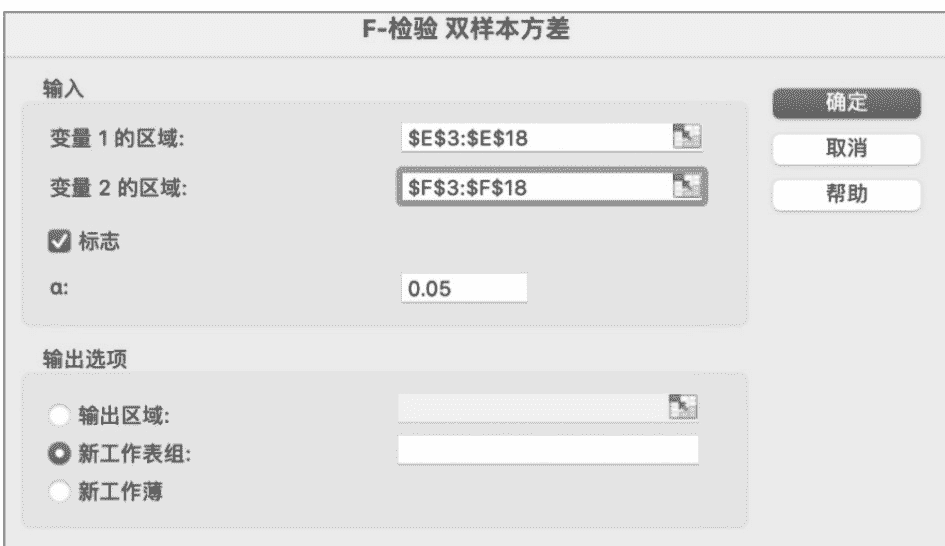 F-检验 双样本方差
输入
变量 1 的区域: $E$3:$E$18
变量 2 的区域: $F$3:$F$18
标志
α: 0.05
确定
取消
帮助
输出选项
输出区域:
新工作表组:
新工作薄